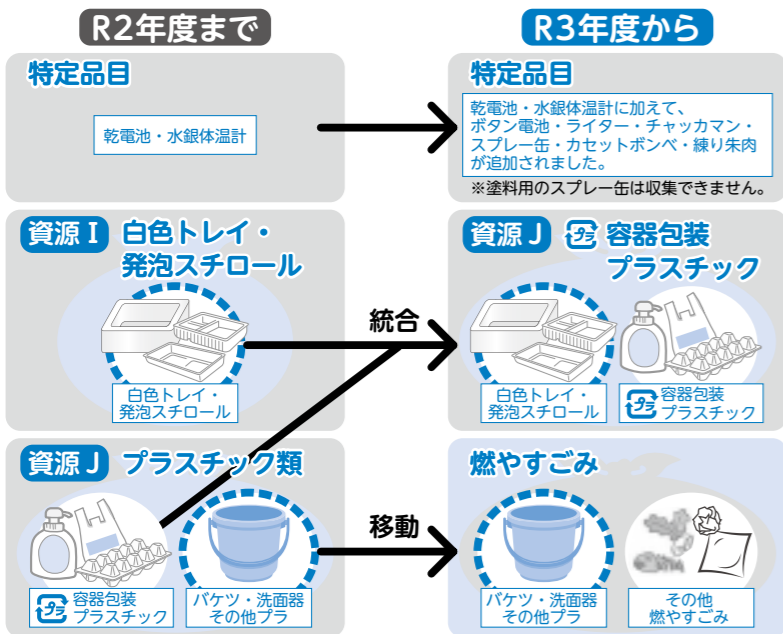 R2年度まで
R3年度から
特定品目
乾電池・水銀体温計
特定品目
乾電池・水銀体温計に加えて、
ボタン電池・ライター・チャッカマン・
スプレー缶・カセットボンベ・練り朱肉
が追加されました。
※塗料用のスプレー缶は収集できません。
資源I 白色トレイ・
発泡スチロール
白色トレイ・
発泡スチロール
統合
資源J プラ 容器包装
プラスチック
白色トレイ・
発泡スチロール
プラ 容器包装
プラスチック
資源J プラスチック類
プラ 容器包装
プラスチック
バケツ・洗面器
その他プラ
移動
燃やすごみ
バケツ・洗面器
その他プラ
その他
燃やすごみ